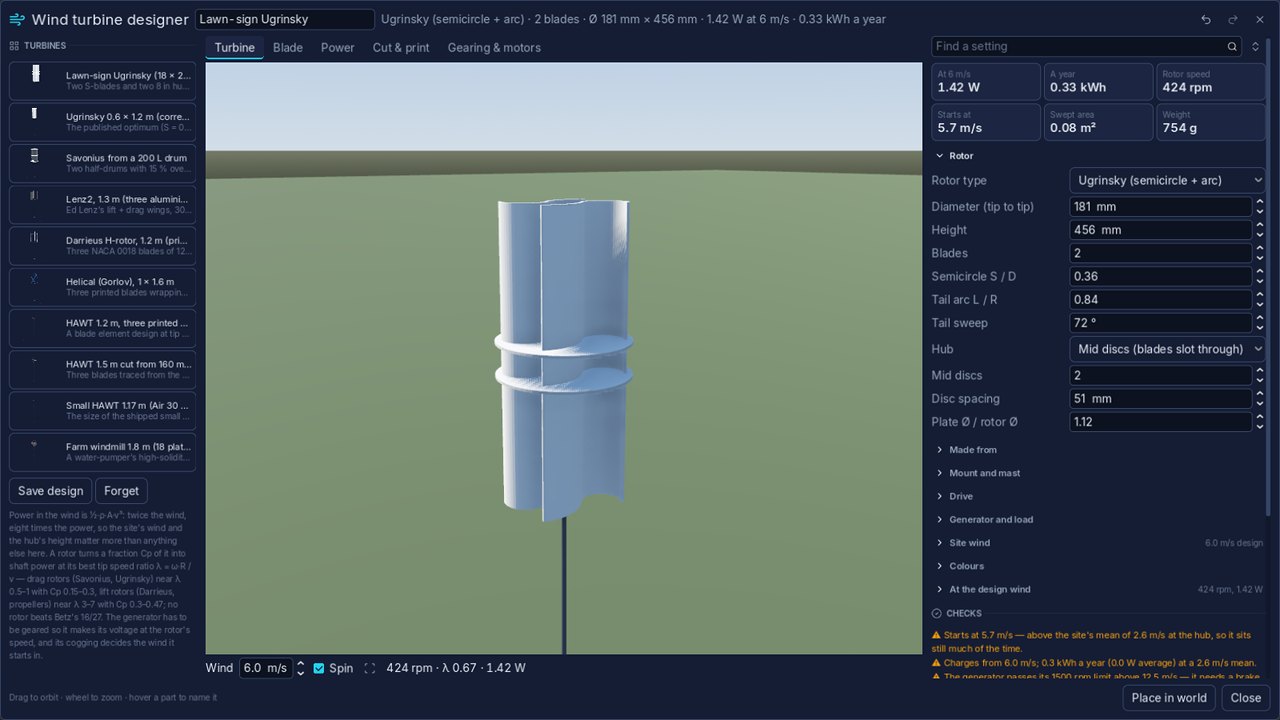 Wind turbine designer
Lawn-sign Ugrinsky
Ugrinsky (semicircle + arc) · 2 blades · Ø 181 mm × 456 mm · 1.42 W at 6 m/s · 0.33 kWh a year
TURBINES
Lawn-sign Ugrinsky (18 × 2...
Two S-blades and two 8 in hu...
Ugrinsky 0.6 × 1.2 m (corre...
The published optimum (S = 0...
Savonius from a 200 L drum
Two half-drums with 15 % ove...
Lenz2, 1.3 m (three alumini...
Ed Lenz's lift + drag wings, 30...
Darrieus H-rotor, 1.2 m (pri...
Three NACA 0018 blades of 12...
Helical (Gorlov), 1 × 1.6 m
Three printed blades wrappin...
HAWT 1.2 m, three printed ...
A blade element design at tip ...
HAWT 1.5 m cut from 160 m...
Three blades traced from the ...
Small HAWT 1.17 m (Air 30 ...
The size of the shipped small ...
Farm windmill 1.8 m (18 plat...
A water-pumper's high-solidit...
Save design
Forget
Power in the wind is ½·ρ·A·v³: twice the wind,
eight times the power, so the site's wind and
the hub's height matter more than anything
else here. A rotor turns a fraction Cp of it into
shaft power at its best tip speed ratio λ = ω·R /
v — drag rotors (Savonius, Ugrinsky) near λ
0.5–1 with Cp 0.15–0.3, lift rotors (Darrieus,
propellers) near λ 3–7 with Cp 0.3–0.47; no
rotor beats Betz's 16/27. The generator has to
be geared so it makes its voltage at the rotor's
speed, and its cogging decides the wind it
starts in.
Drag to orbit · wheel to zoom · hover a part to name it
Turbine
Blade
Power
Cut & print
Gearing & motors
Wind
6.0 m/s
Spin
424 rpm · λ 0.67 · 1.42 W
Find a setting
At 6 m/s
1.42 W
A year
0.33 kWh
Rotor speed
424 rpm
Starts at
5.7 m/s
Swept area
0.08 m²
Weight
754 g
Rotor
Rotor type
Ugrinsky (semicircle + arc)
Diameter (tip to tip)
181 mm
Height
456 mm
Blades
2
Semicircle S / D
0.36
Tail arc L / R
0.84
Tail sweep
72 °
Hub
Mid discs (blades slot through)
Mid discs
2
Disc spacing
51 mm
Plate Ø / rotor Ø
1.12
Made from
Mount and mast
Drive
Generator and load
Site wind
6.0 m/s design
Colours
At the design wind
424 rpm, 1.42 W
CHECKS
Starts at 5.7 m/s — above the site's mean of 2.6 m/s at the hub, so it sits
still much of the time.
Charges from 6.0 m/s; 0.3 kWh a year (0.0 W average) at a 2.6 m/s mean.
The generator passes its 1500 rpm limit above 12.5 m/s — it needs a brake
Place in world
Close